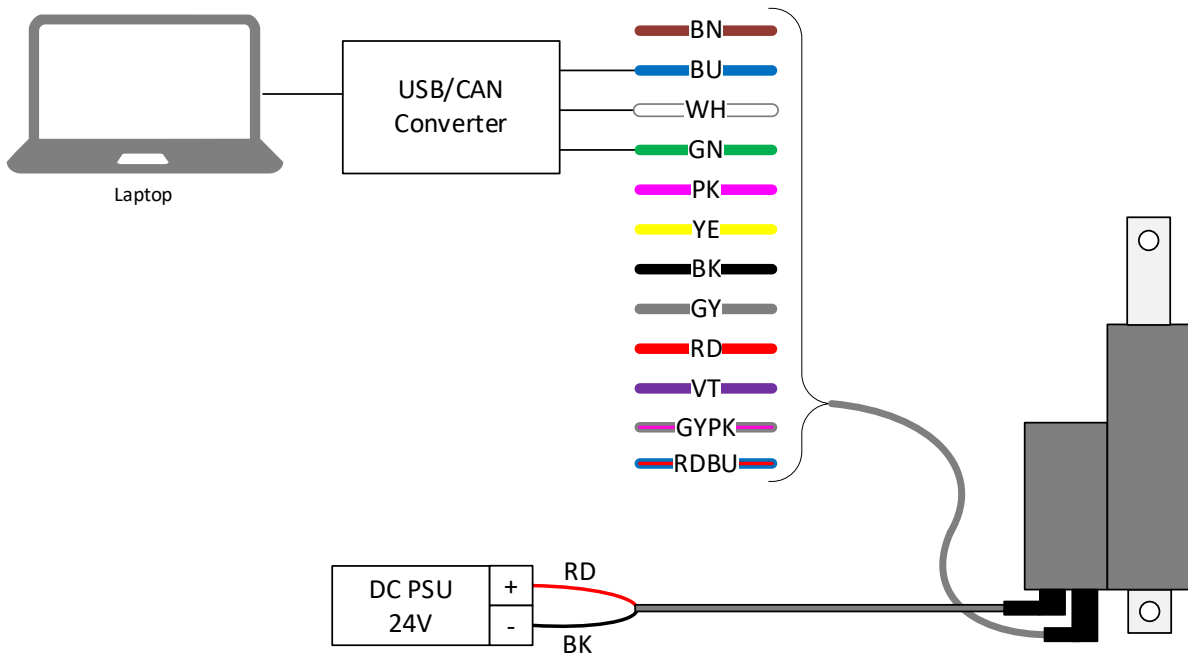 Laptop
USB/CAN
Converter
BN
BU
WH
GN
PK
YE
BK
GY
RD
VT
GYPK
RDBU
DC PSU
24V
+
-
RD
BK